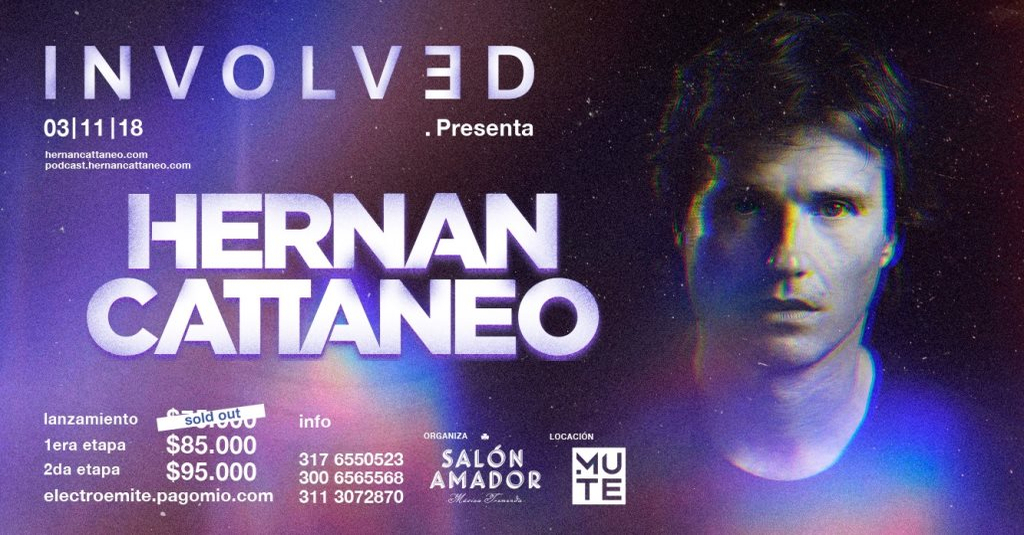 INVOLVƎD
03|11|18
. Presenta
hernancattaneo.com
podcast.hernancattaneo.com
HERNAN
CATTANEO
lanzamiento
sold out
1era etapa $85.000
2da etapa $95.000
electroemite.pagomio.com
info
317 6550523
300 6565568
311 3072870
ORGANIZA
SALÓN
AMADOR
LOCACIÓN
MU
TE